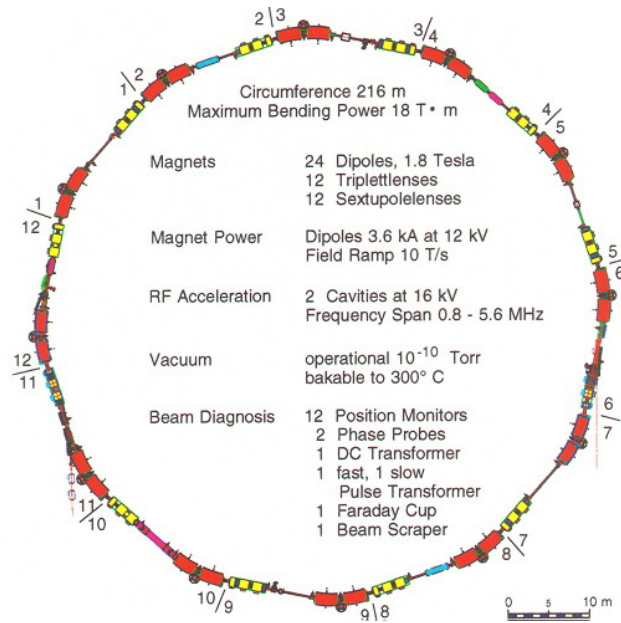 2/3
3/4
1/2
Circumference 216 m
Maximum Bending Power 18 T • m
4/5
Magnets 24 Dipoles, 1.8 Tesla
12 Triplettlenses
12 Sextupolelenses
1/12
Magnet Power Dipoles 3.6 kA at 12 kV
Field Ramp 10 T/s
5/6
RF Acceleration 2 Cavities at 16 kV
Frequency Span 0.8 - 5.6 MHz
Vacuum operational 10⁻¹⁰ Torr
bakable to 300° C
12/11
Beam Diagnosis 12 Position Monitors
2 Phase Probes
1 DC Transformer
1 fast, 1 slow
Pulse Transformer
1 Faraday Cup
1 Beam Scraper
6/7
11/10
7/8
10/9
9/8
0 5 10 m